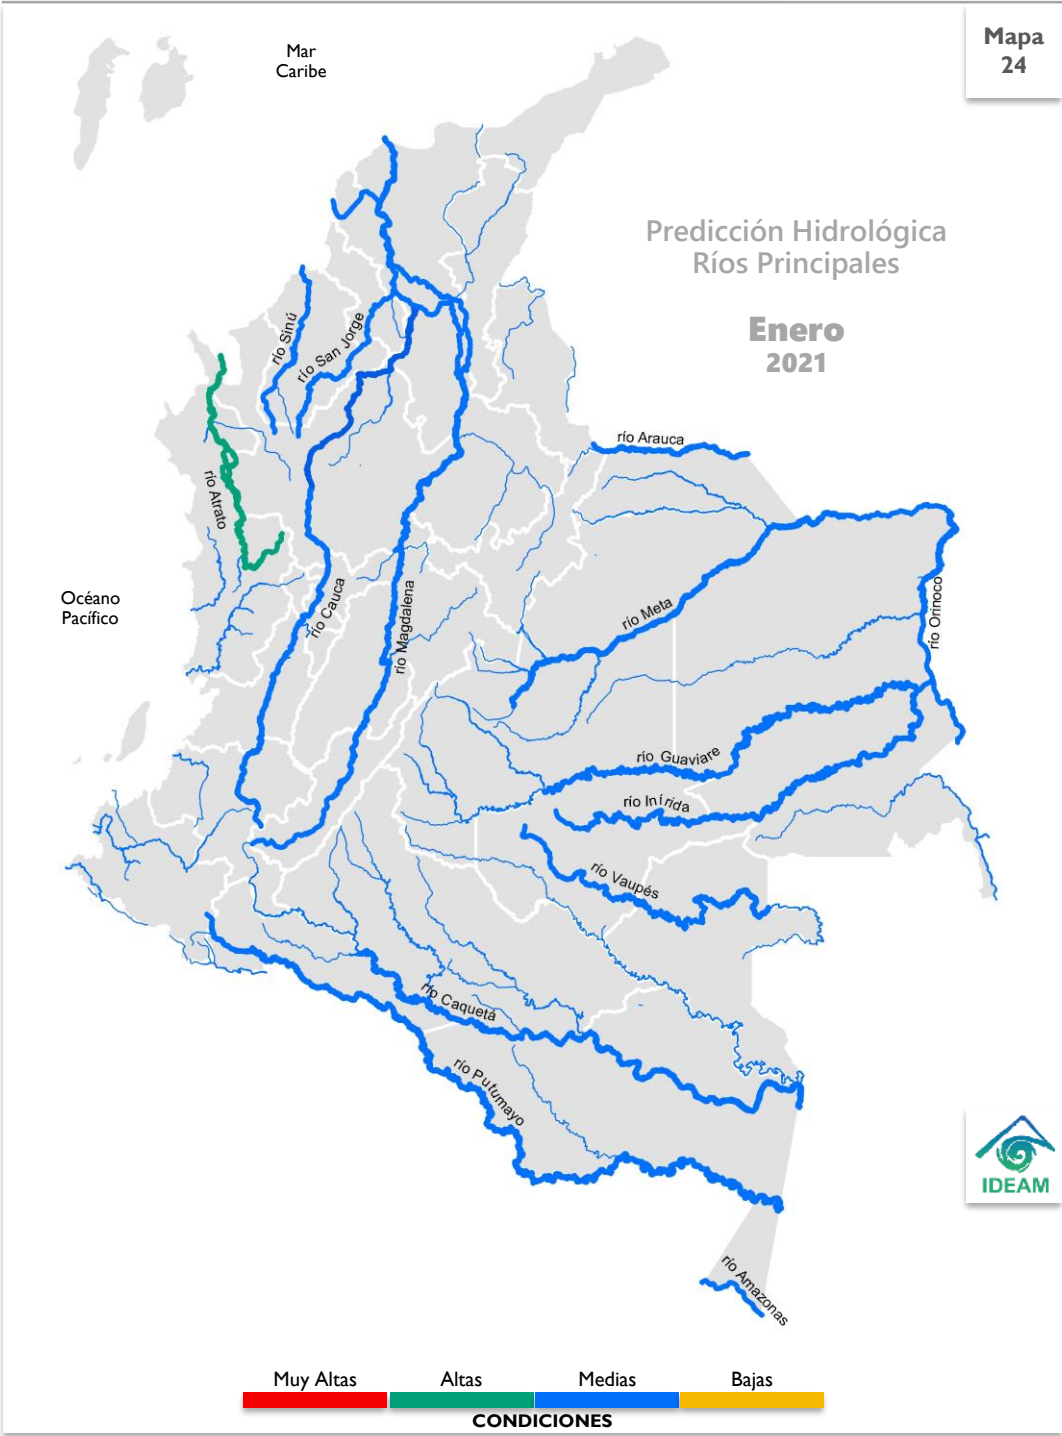 Mapa
24
Mar
Caribe
Predicción Hidrológica
Ríos Principales
Enero
2021
río Sinú
río San Jorge
río Arauca
río Atrato
río Cauca
río Magdalena
río Meta
río Orinoco
Océano
Pacífico
río Guaviare
río Inírida
río Vaupés
río Caquetá
río Putumayo
IDEAM
río Amazonas
Muy Altas
Altas
Medias
Bajas
CONDICIONES